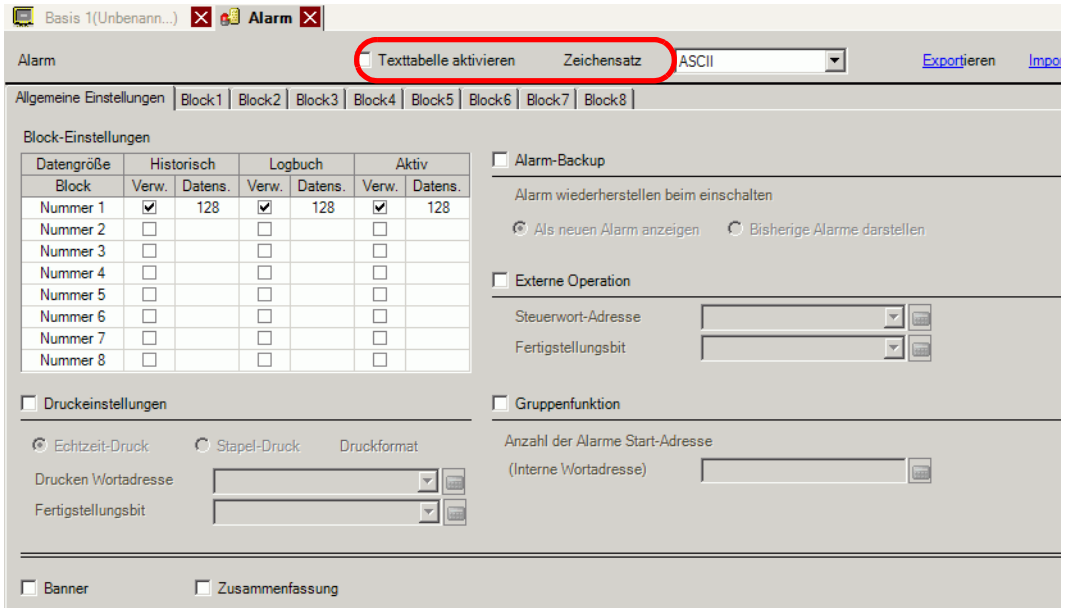 Basis 1(Unbenann...) Alarm
Alarm Texttabelle aktivieren Zeichensatz ASCII Exportieren Impo
Allgemeine Einstellungen Block1 Block2 Block3 Block4 Block5 Block6 Block7 Block8
Block-Einstellungen
Datengröße Historisch Logbuch Aktiv
Block Verw. Datens. Verw. Datens. Verw. Datens.
Nummer 1 128 128 128
Nummer 2
Nummer 3
Nummer 4
Nummer 5
Nummer 6
Nummer 7
Nummer 8
Alarm-Backup
Alarm wiederherstellen beim einschalten
Als neuen Alarm anzeigen Bisherige Alarme darstellen
Externe Operation
Steuerwort-Adresse
Fertigstellungsbit
Druckeinstellungen
Echtzeit-Druck Stapel-Druck Druckformat
Drucken Wortadresse
Fertigstellungsbit
Gruppenfunktion
Anzahl der Alarme Start-Adresse
(Interne Wortadresse)
Banner Zusammenfassung